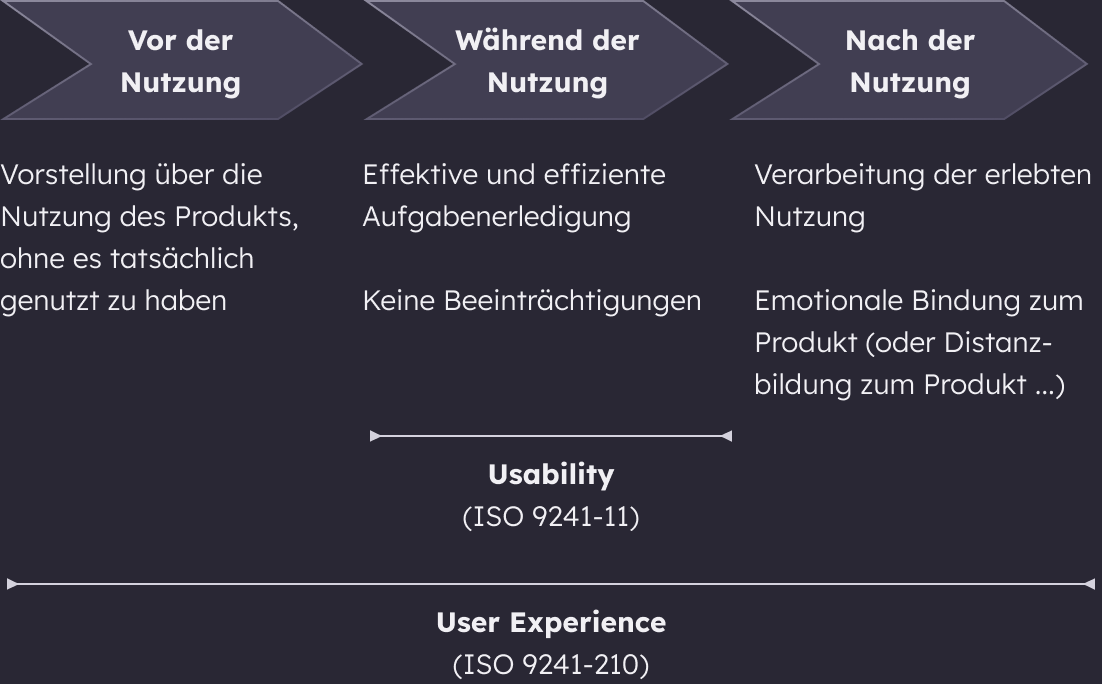 Vor der
Nutzung
Während der
Nutzung
Nach der
Nutzung
Vorstellung über die
Nutzung des Produkts,
ohne es tatsächlich
genutzt zu haben
Effektive und effiziente
Aufgabenerledigung
Keine Beeinträchtigungen
Verarbeitung der erlebten
Nutzung
Emotionale Bindung zum
Produkt (oder Distanz-
bildung zum Produkt ...)
Usability
(ISO 9241-11)
User Experience
(ISO 9241-210)